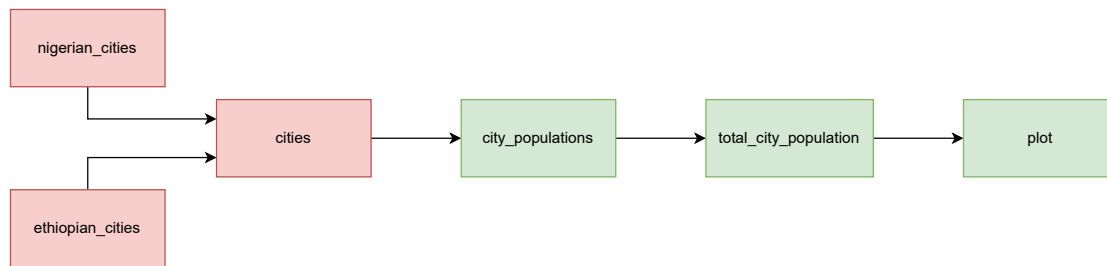 nigerian_cities
cities
city_populations
total_city_population
plot
ethiopian_cities